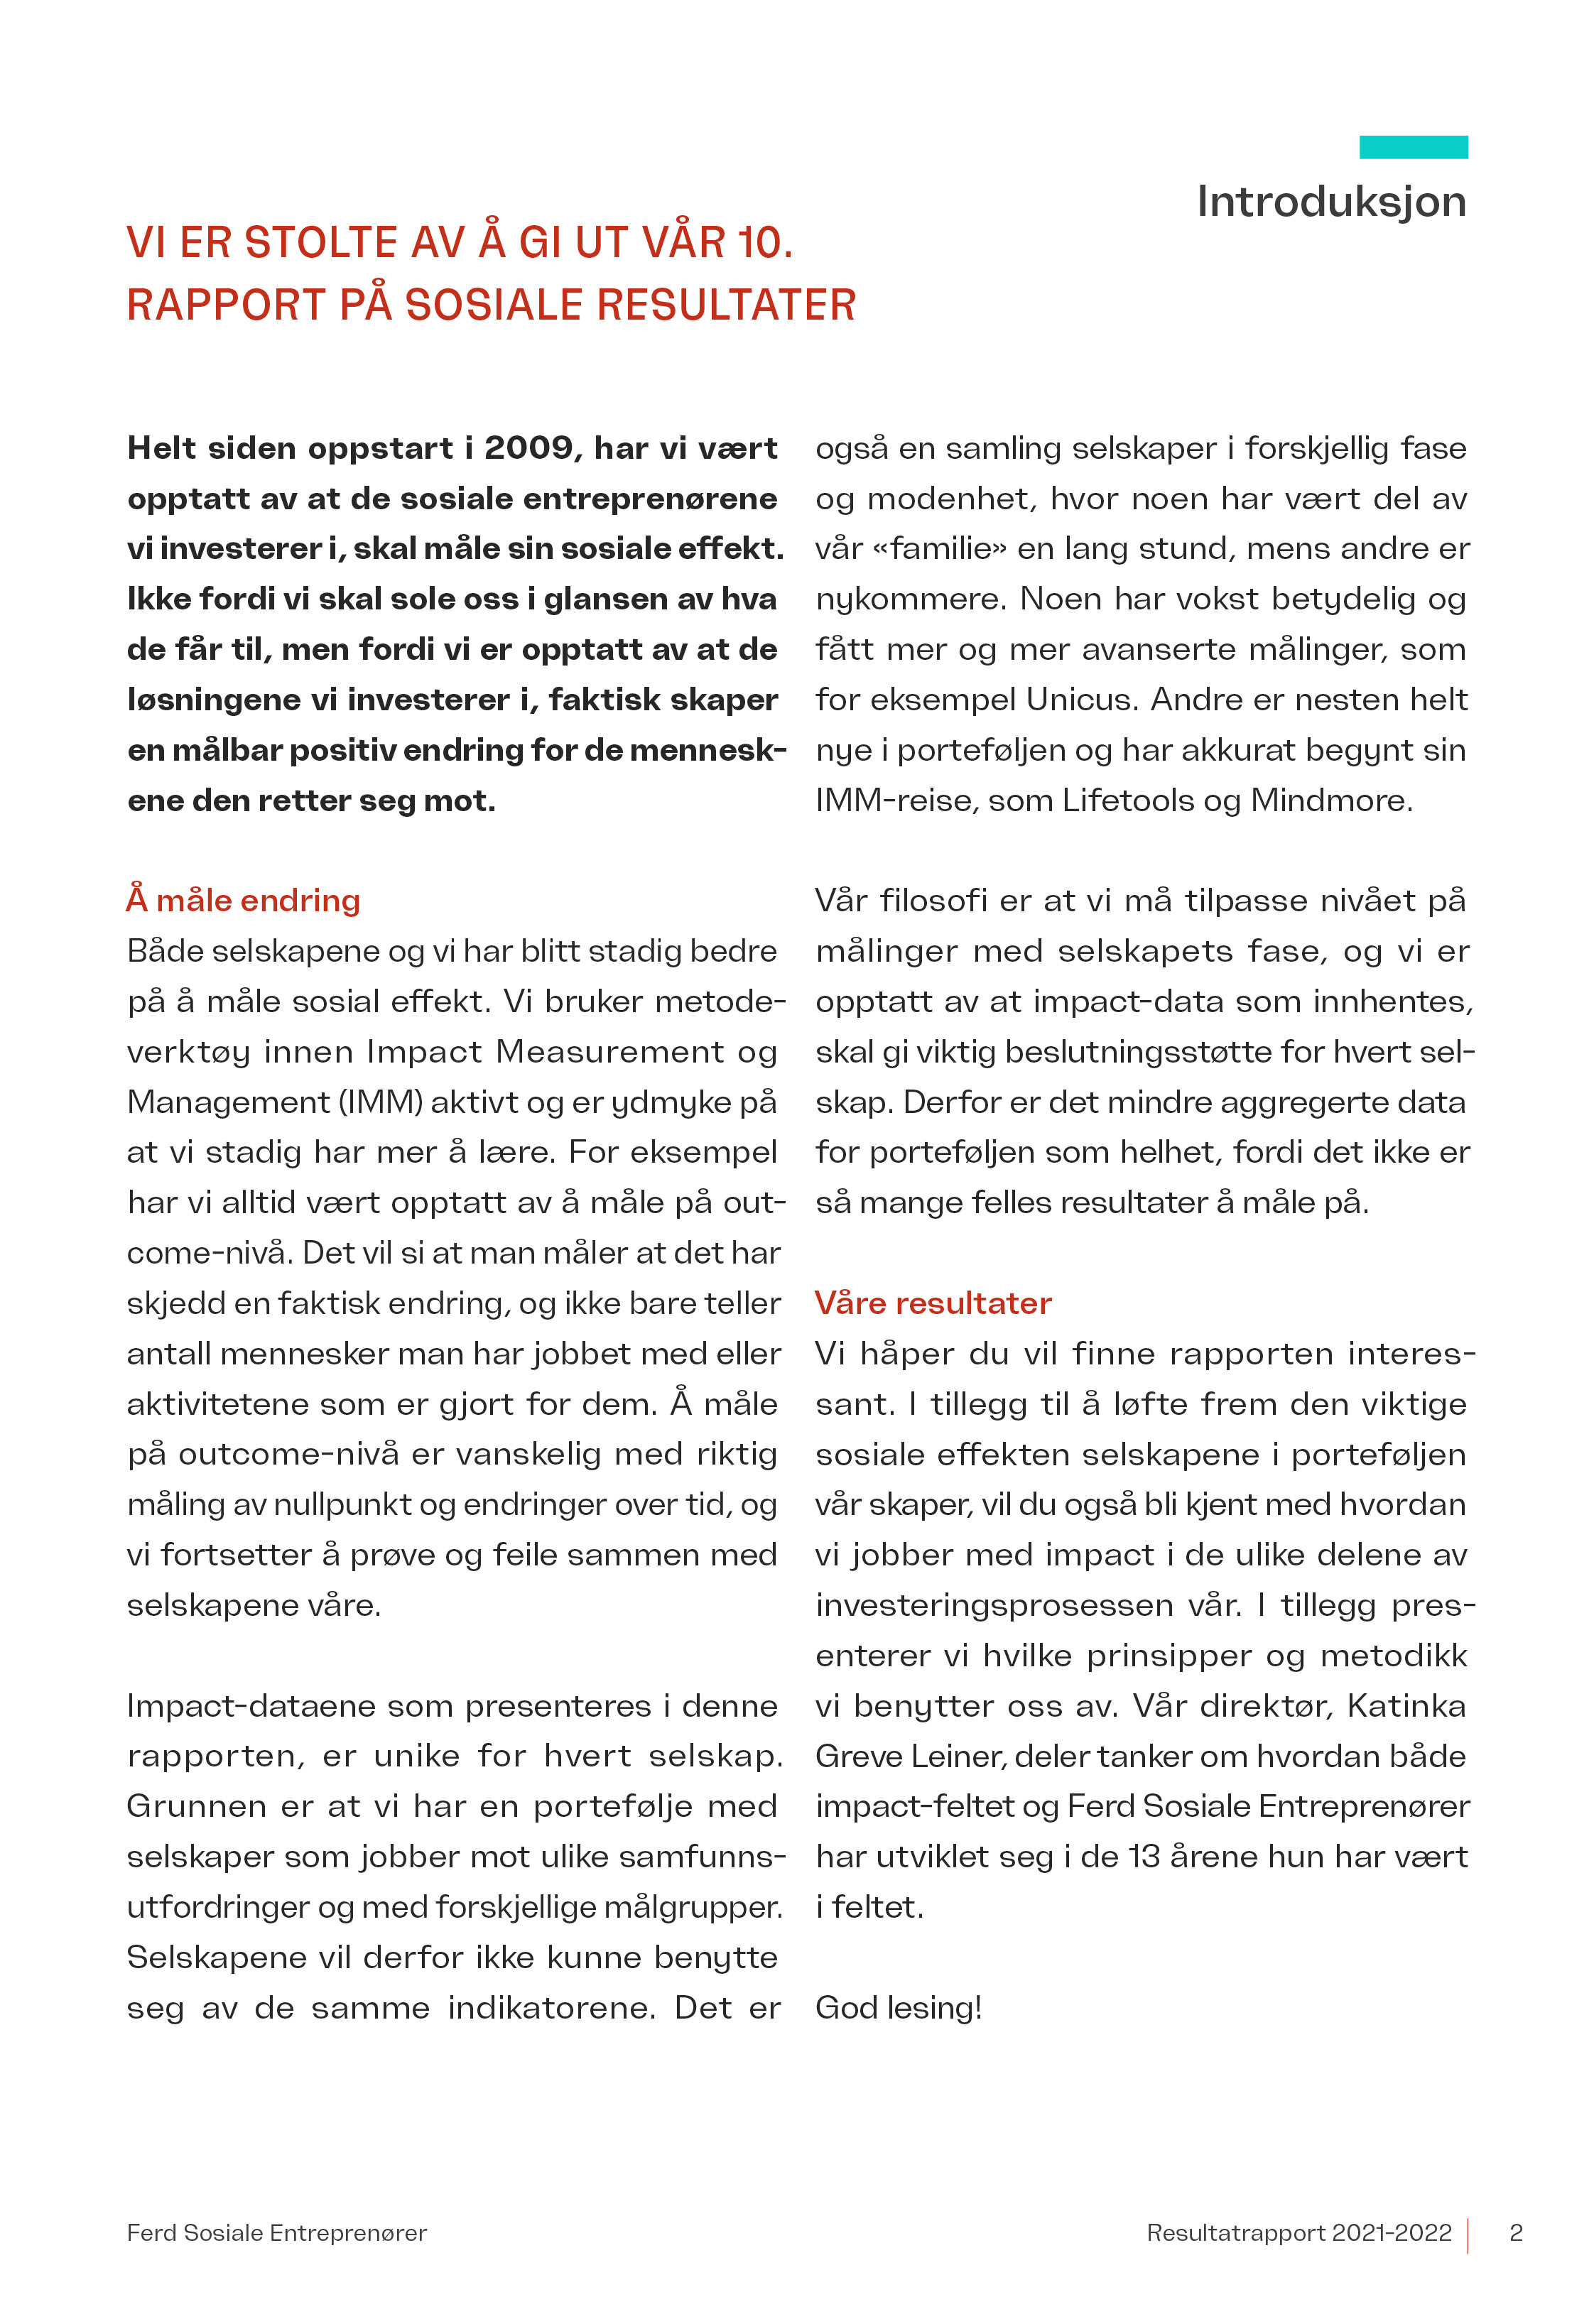 Introduksjon
VI ER STOLTE AV Å GI UT VÅR 10.
RAPPORT PÅ SOSIALE RESULTATER
Helt siden oppstart i 2009, har vi vært
opptatt av at de sosiale entreprenørene
vi investerer i, skal måle sin sosiale effekt.
Ikke fordi vi skal sole oss i glansen av hva
de får til, men fordi vi er opptatt av at de
løsningene vi investerer i, faktisk skaper
en målbar positiv endring for de mennesk-
ene den retter seg mot.
Å måle endring
Både selskapene og vi har blitt stadig bedre
på å måle sosial effekt. Vi bruker metode-
verktøy innen Impact Measurement og
Management (IMM) aktivt og er ydmyke på
at vi stadig har mer å lære. For eksempel
har vi alltid vært opptatt av å måle på out-
come-nivå. Det vil si at man måler at det har
skjedd en faktisk endring, og ikke bare teller
antall mennesker man har jobbet med eller
aktivitetene som er gjort for dem. Å måle
på outcome-nivå er vanskelig med riktig
måling av nullpunkt og endringer over tid, og
vi fortsetter å prøve og feile sammen med
selskapene våre.
Impact-dataene som presenteres i denne
rapporten, er unike for hvert selskap.
Grunnen er at vi har en portefølje med
selskaper som jobber mot ulike samfunns-
utfordringer og med forskjellige målgrupper.
Selskapene vil derfor ikke kunne benytte
seg av de samme indikatorene. Det er
også en samling selskaper i forskjellig fase
og modenhet, hvor noen har vært del av
vår «familie» en lang stund, mens andre er
nykommere. Noen har vokst betydelig og
fått mer og mer avanserte målinger, som
for eksempel Unicus. Andre er nesten helt
nye i porteføljen og har akkurat begynt sin
IMM-reise, som Lifetools og Mindmore.
Vår filosofi er at vi må tilpasse nivået på
målinger med selskapets fase, og vi er
opptatt av at impact-data som innhentes,
skal gi viktig beslutningsstøtte for hvert sel-
skap. Derfor er det mindre aggregerte data
for porteføljen som helhet, fordi det ikke er
så mange felles resultater å måle på.
Våre resultater
Vi håper du vil finne rapporten interes-
sant. I tillegg til å løfte frem den viktige
sosiale effekten selskapene i porteføljen
vår skaper, vil du også bli kjent med hvordan
vi jobber med impact i de ulike delene av
investeringsprosessen vår. I tillegg pres-
enterer vi hvilke prinsipper og metodikk
vi benytter oss av. Vår direktør, Katinka
Greve Leiner, deler tanker om hvordan både
impact-feltet og Ferd Sosiale Entreprenører
har utviklet seg i de 13 årene hun har vært
i feltet.
God lesing!
Ferd Sosiale Entreprenører
Resultatrapport 2021-2022
2